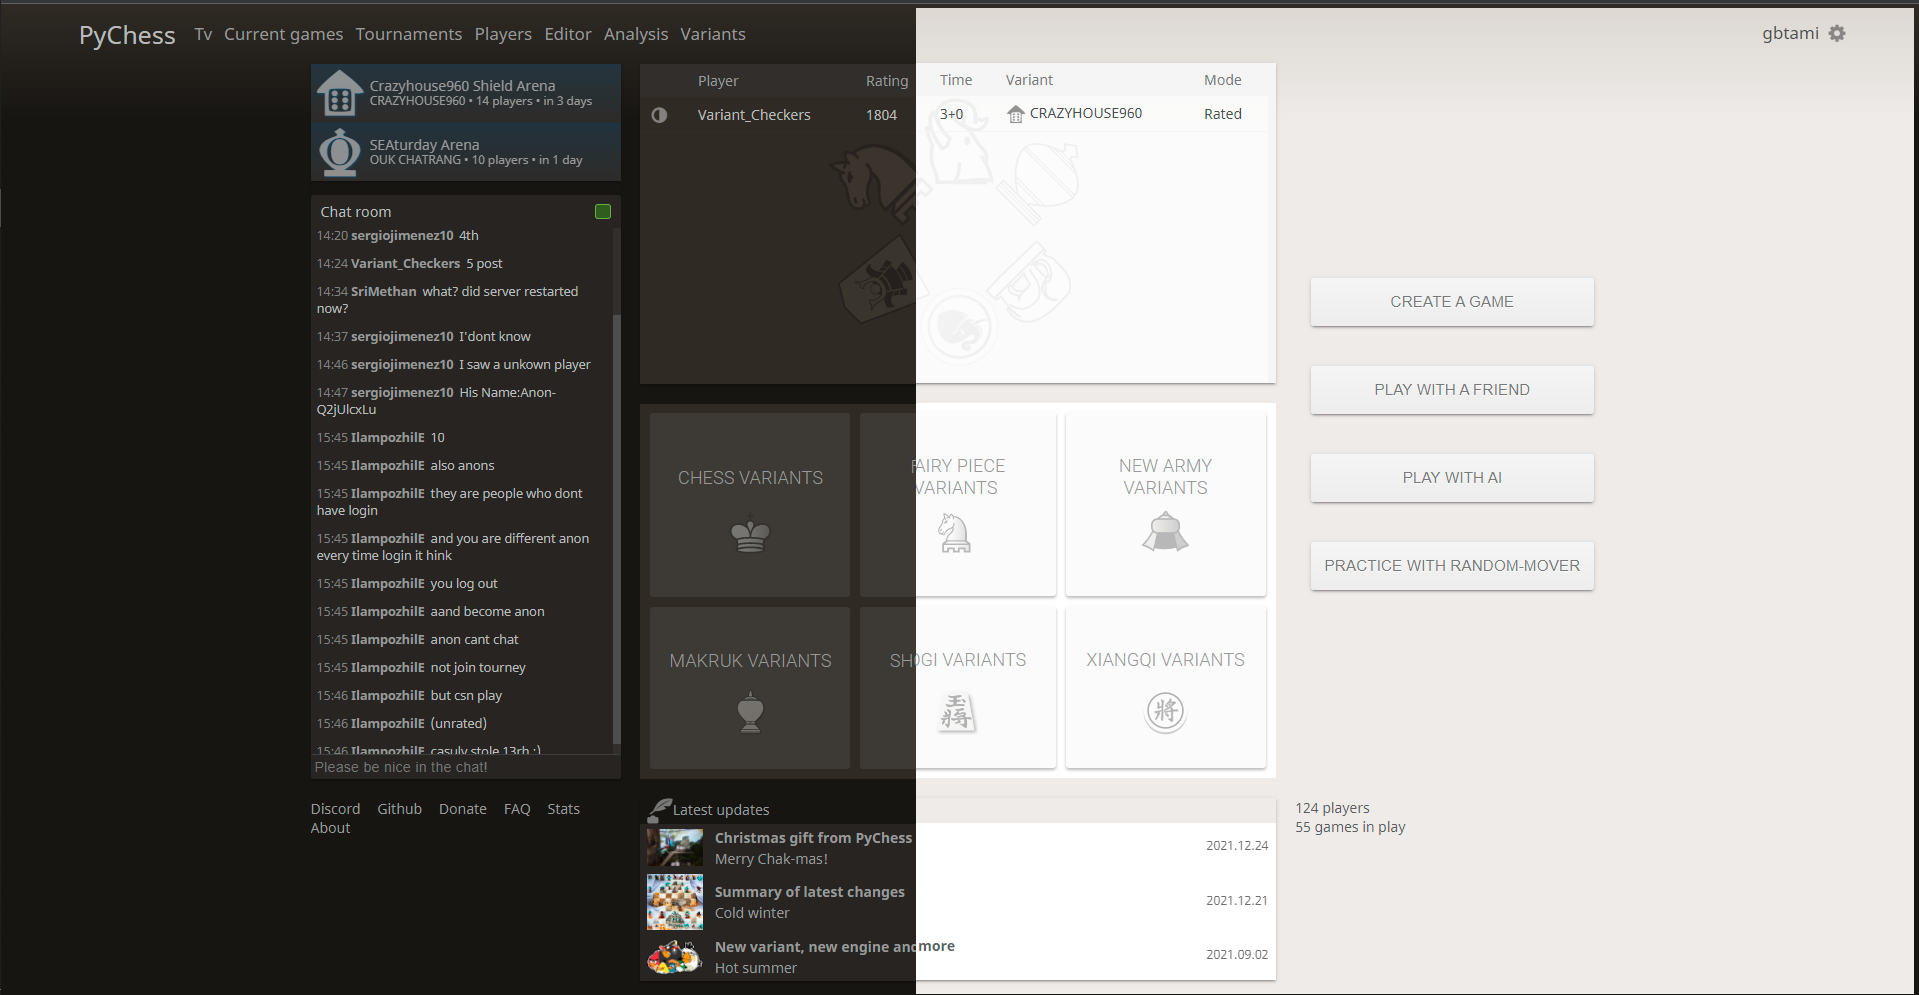 PyChess Tv Current games Tournaments Players Editor Analysis Variants gbtami
Crazyhouse960 Shield Arena
CRAZYHOUSE960 • 14 players • in 3 days
SEAturday Arena
OUK CHATRANG • 10 players • in 1 day
Chat room
14:20 sergiojimenez10 4th
14:24 Variant_Checkers 5 post
14:34 SriMethan what? did server restarted
now?
14:37 sergiojimenez10 I'dont know
14:46 sergiojimenez10 I saw a unkown player
14:47 sergiojimenez10 His Name:Anon-
Q2jUlcxLu
15:45 IlampozhilE 10
15:45 IlampozhilE also anons
15:45 IlampozhilE they are people who dont
have login
15:45 IlampozhilE and you are different anon
every time login it hink
15:45 IlampozhilE you log out
15:45 IlampozhilE aand become anon
15:45 IlampozhilE anon cant chat
15:45 IlampozhilE not join tourney
15:46 IlampozhilE but csn play
15:46 IlampozhilE (unrated)
15:46 IlampozhilE casuly stole 13rh :)
Please be nice in the chat!
Discord Github Donate FAQ Stats
About
Player Rating Time Variant Mode
Variant_Checkers 1804 3+0 CRAZYHOUSE960 Rated
CHESS VARIANTS
FAIRY PIECE
VARIANTS
NEW ARMY
VARIANTS
MAKRUK VARIANTS
SHOGI VARIANTS
玉
將
XIANGQI VARIANTS
將
Latest updates
Christmas gift from PyChess
Merry Chak-mas!
2021.12.24
Summary of latest changes
Cold winter
2021.12.21
New variant, new engine and more
Hot summer
2021.09.02
CREATE A GAME
PLAY WITH A FRIEND
PLAY WITH AI
PRACTICE WITH RANDOM-MOVER
124 players
55 games in play